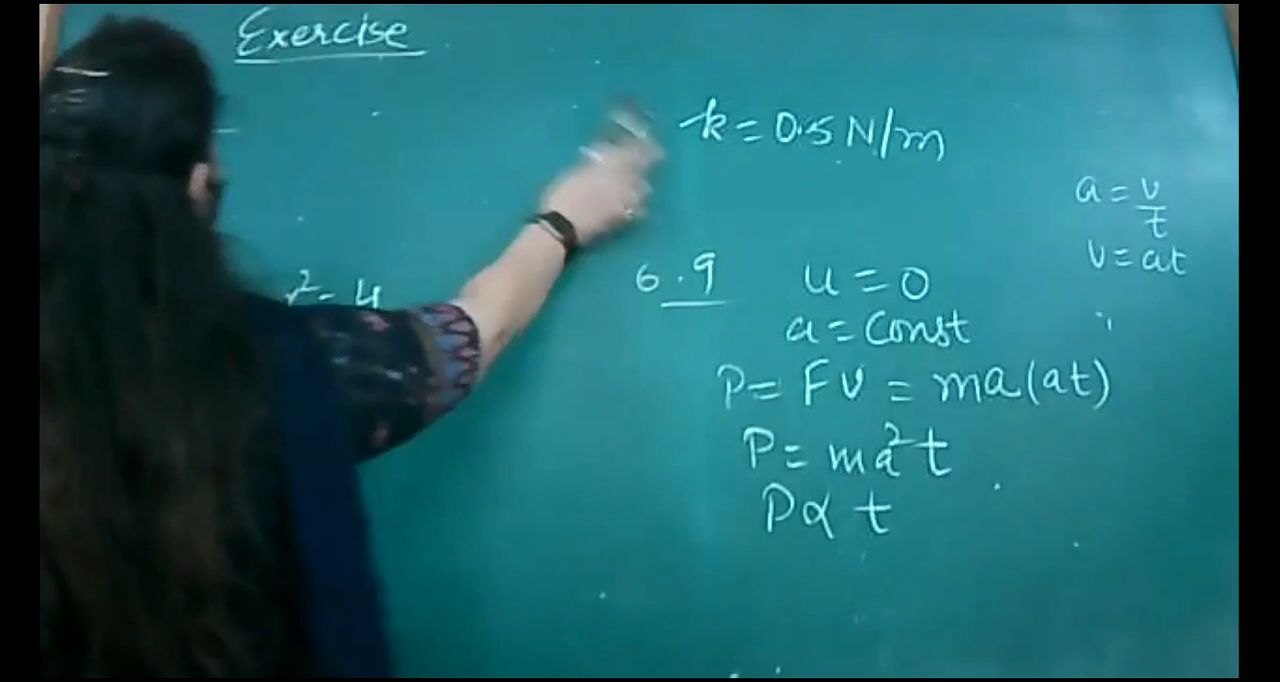 Exercise
k = 0.5 N/m
a = v/t
v = at
6.9 u = 0
a = Const
P = Fv = ma(at)
P = ma²t
P ∝ t